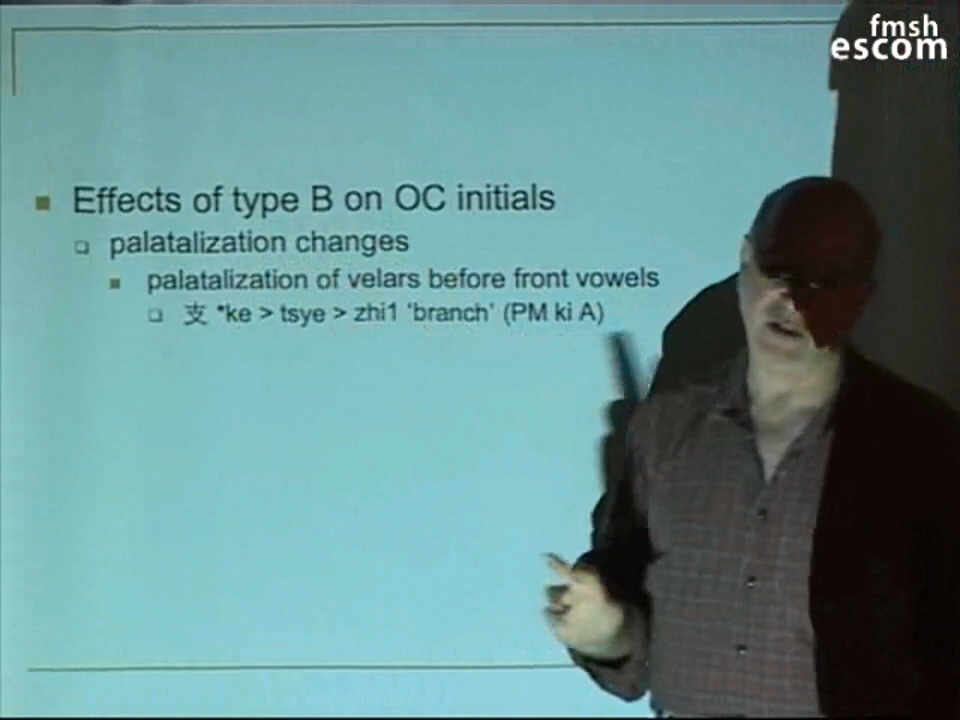 fmsh
escom
Effects of type B on OC initials
palatalization changes
palatalization of velars before front vowels
支 *ke > tsye > zhi1 ‘branch’ (PM ki A)